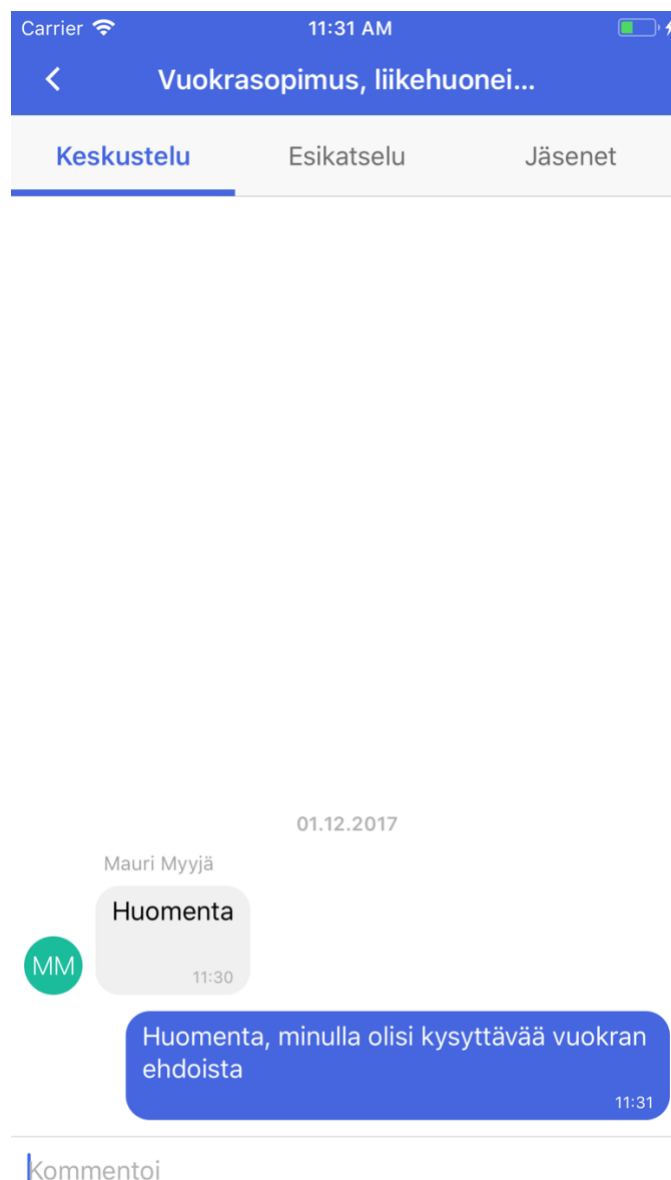 Carrier 11:31 AM
Vuokrasopimus, liikehuonei...
Keskustelu Esikatselu Jäsenet
01.12.2017
Mauri Myyjä
Huomenta
MM
11:30
Huomenta, minulla olisi kysyttävää vuokran
ehdoista
11:31
Kommentoi